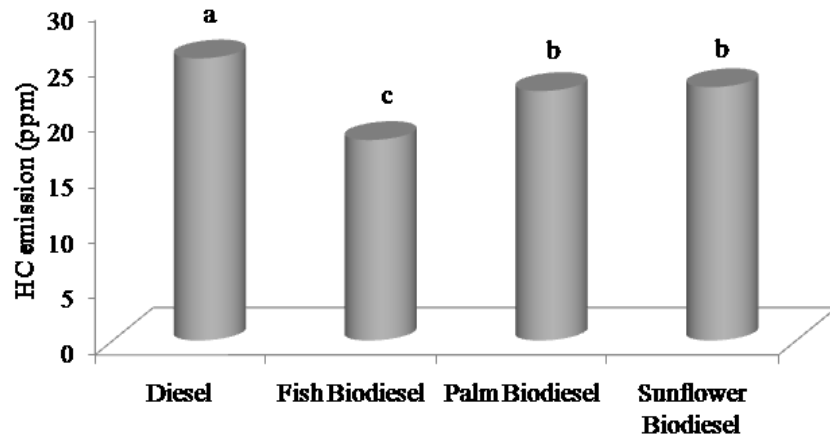 HC emission (ppm)
30
25
20
15
10
5
0
a
c
b
b
Diesel
Fish Biodiesel
Palm Biodiesel
Sunflower
Biodiesel